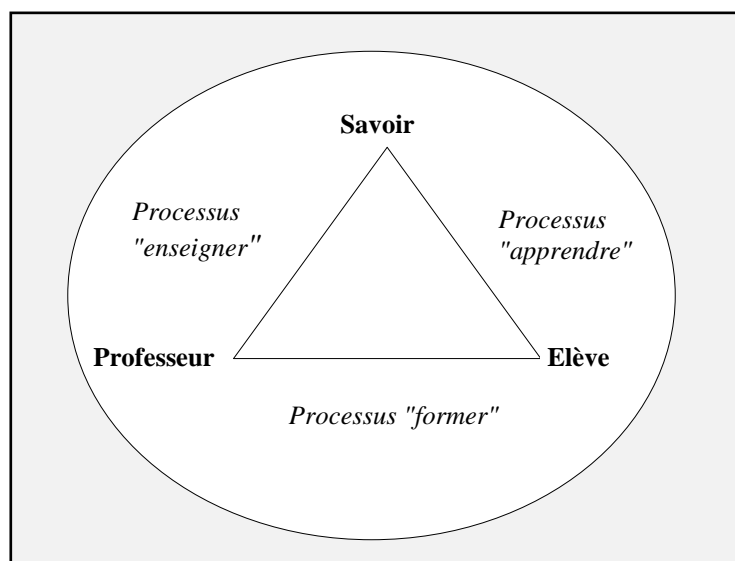 Savoir
Processus
"enseigner"
Processus
"apprendre"
Professeur
Elève
Processus "former"